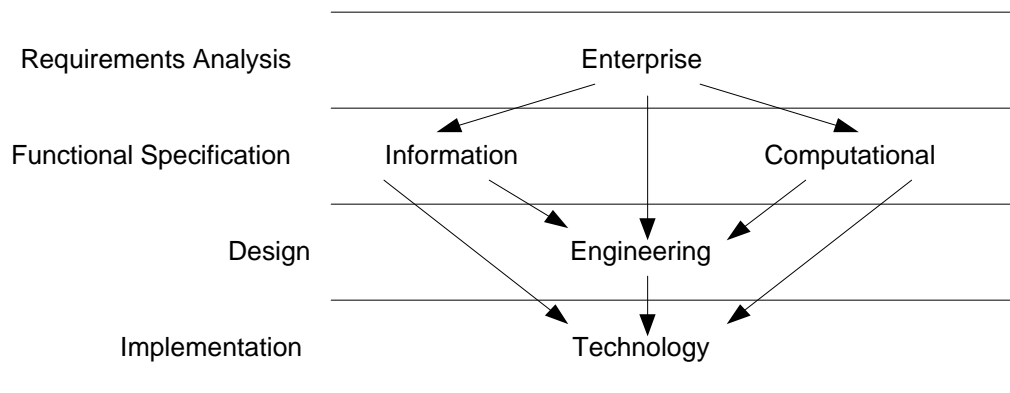 Requirements Analysis Enterprise
Functional Specification Information Computational
Design Engineering
Implementation Technology